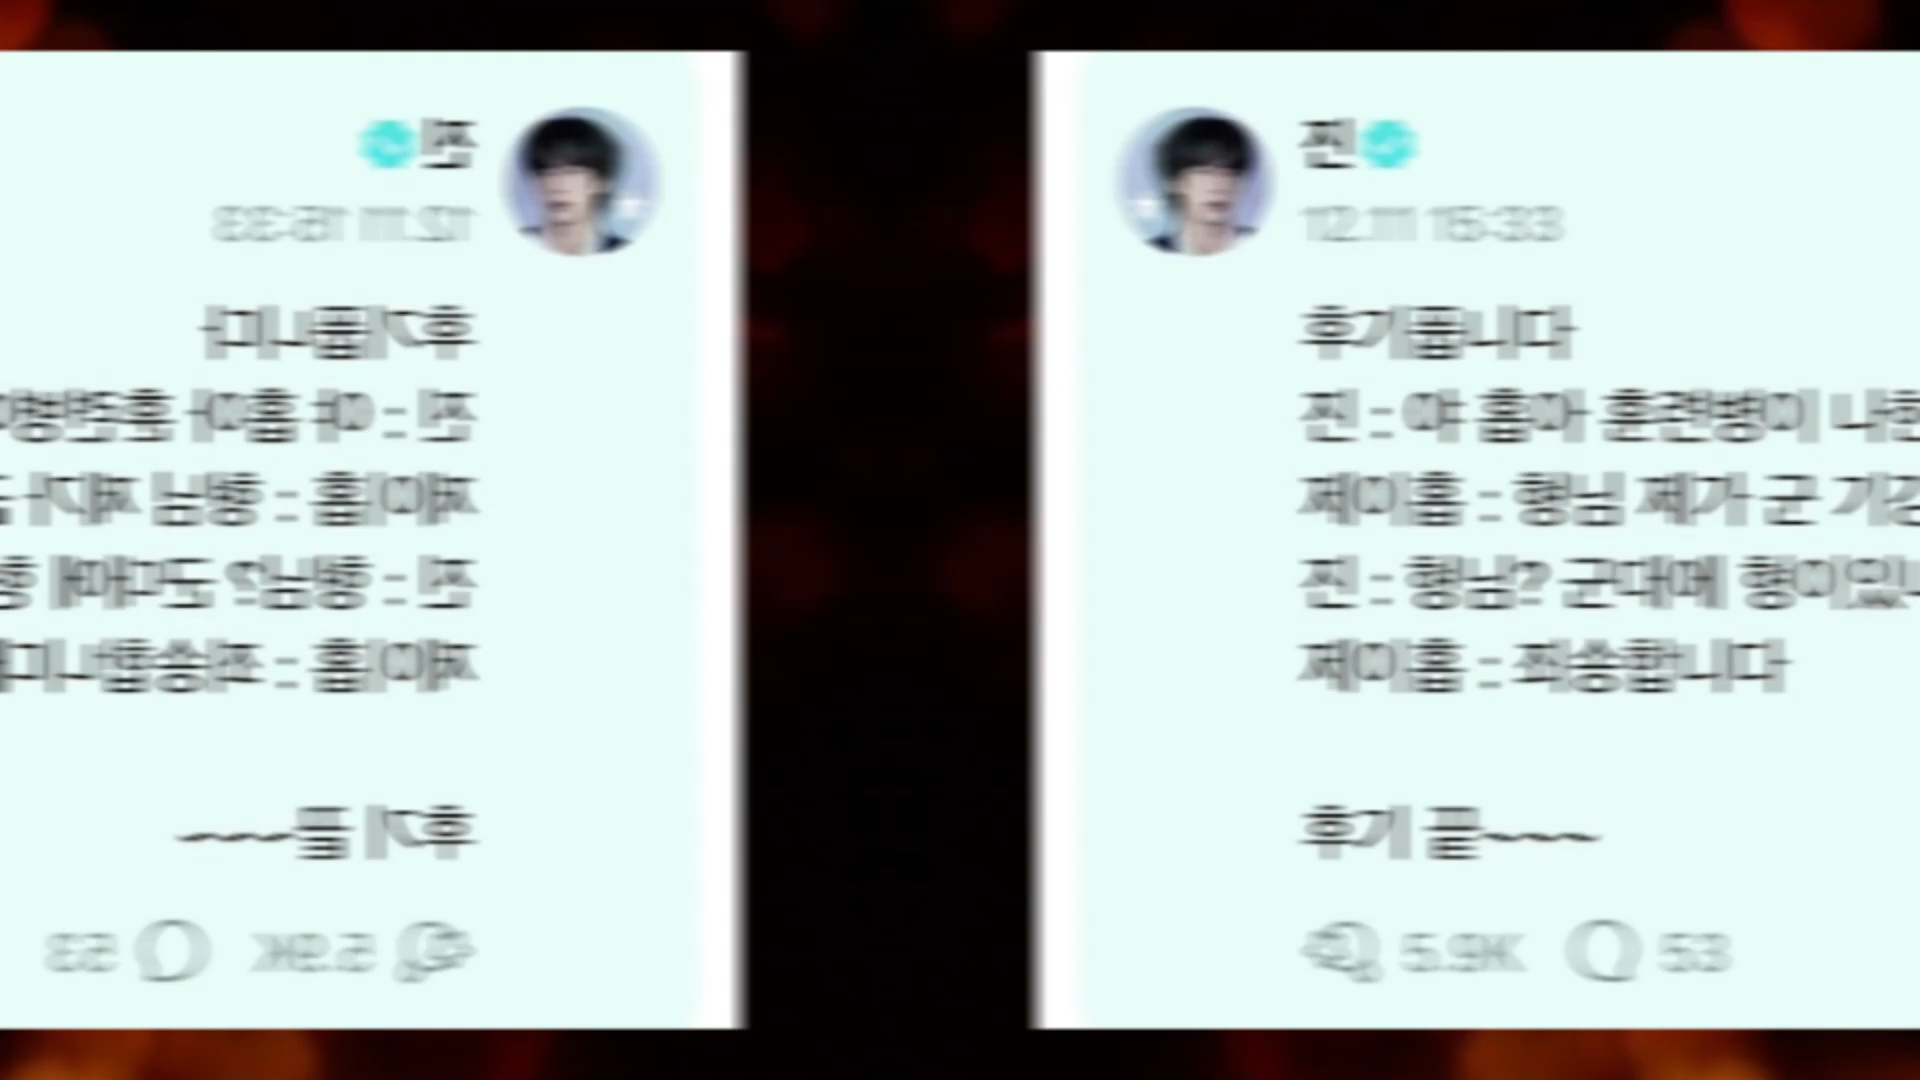 진
12.11 15:33
후기풉니다
진 : 야 홉아 훈련병이 나한
제이홉 : 형님 제가 군 기강
진 : 형님? 군대에 형이있
제이홉 : 죄송합니다
후기 끝~~~
5.9K 53